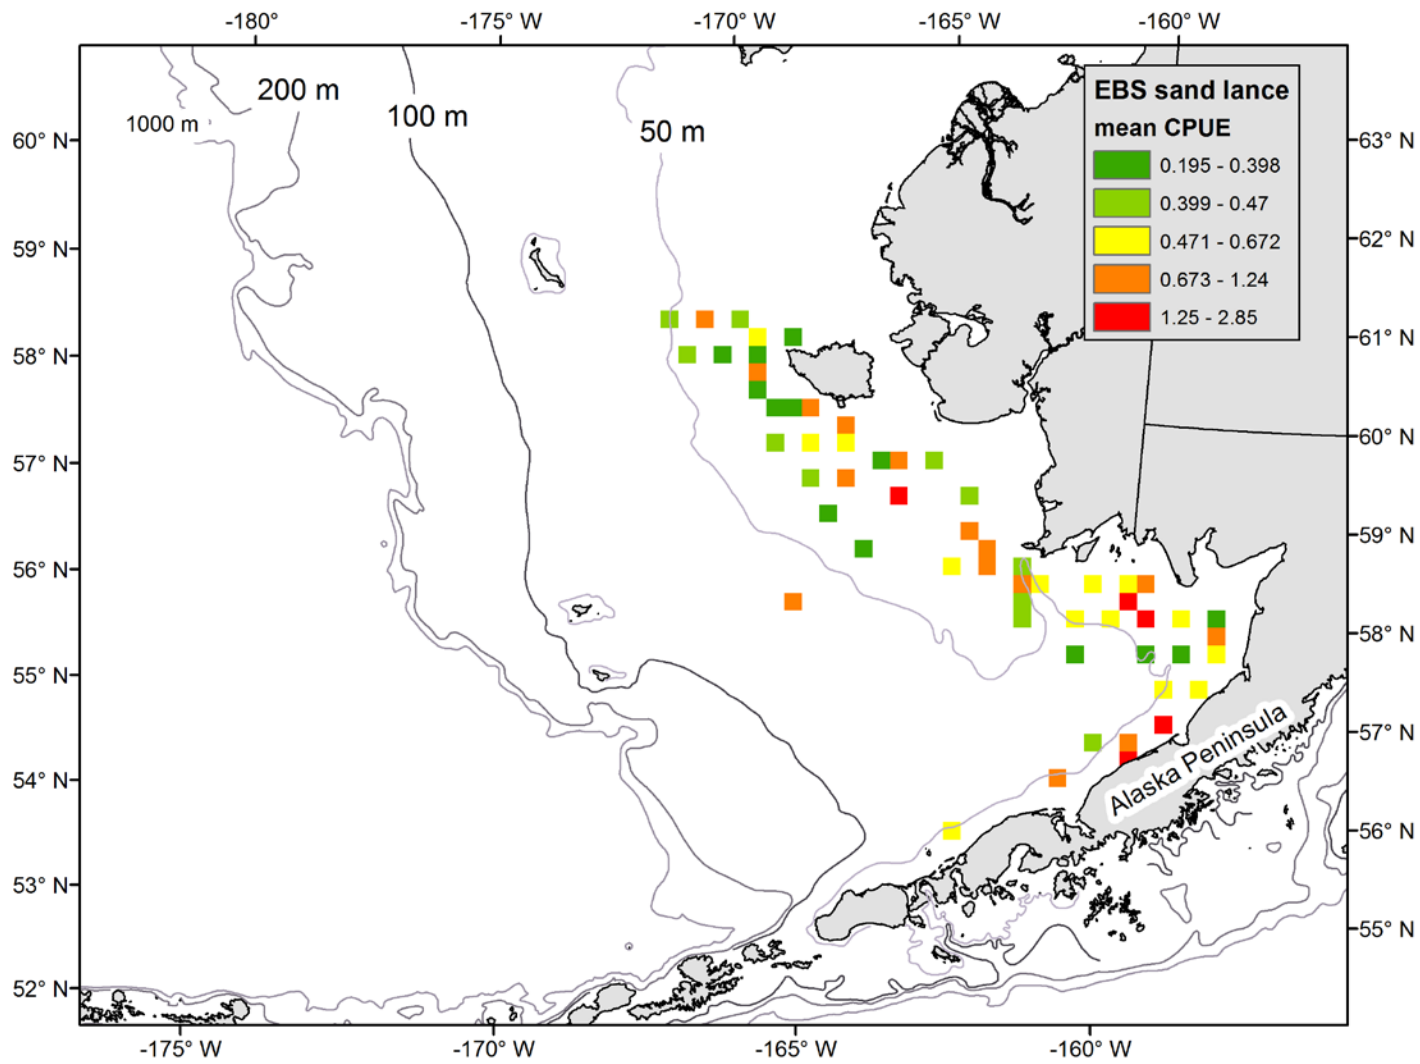 -180°
-175° W
-170° W
-165° W
-160° W
200 m
1000 m
100 m
50 m
EBS sand lance
mean CPUE
0.195 - 0.398
0.399 - 0.47
0.471 - 0.672
0.673 - 1.24
1.25 - 2.85
60° N
59° N
58° N
57° N
56° N
55° N
54° N
53° N
52° N
63° N
62° N
61° N
60° N
59° N
58° N
57° N
56° N
55° N
Alaska Peninsula
-175° W
-170° W
-165° W
-160° W